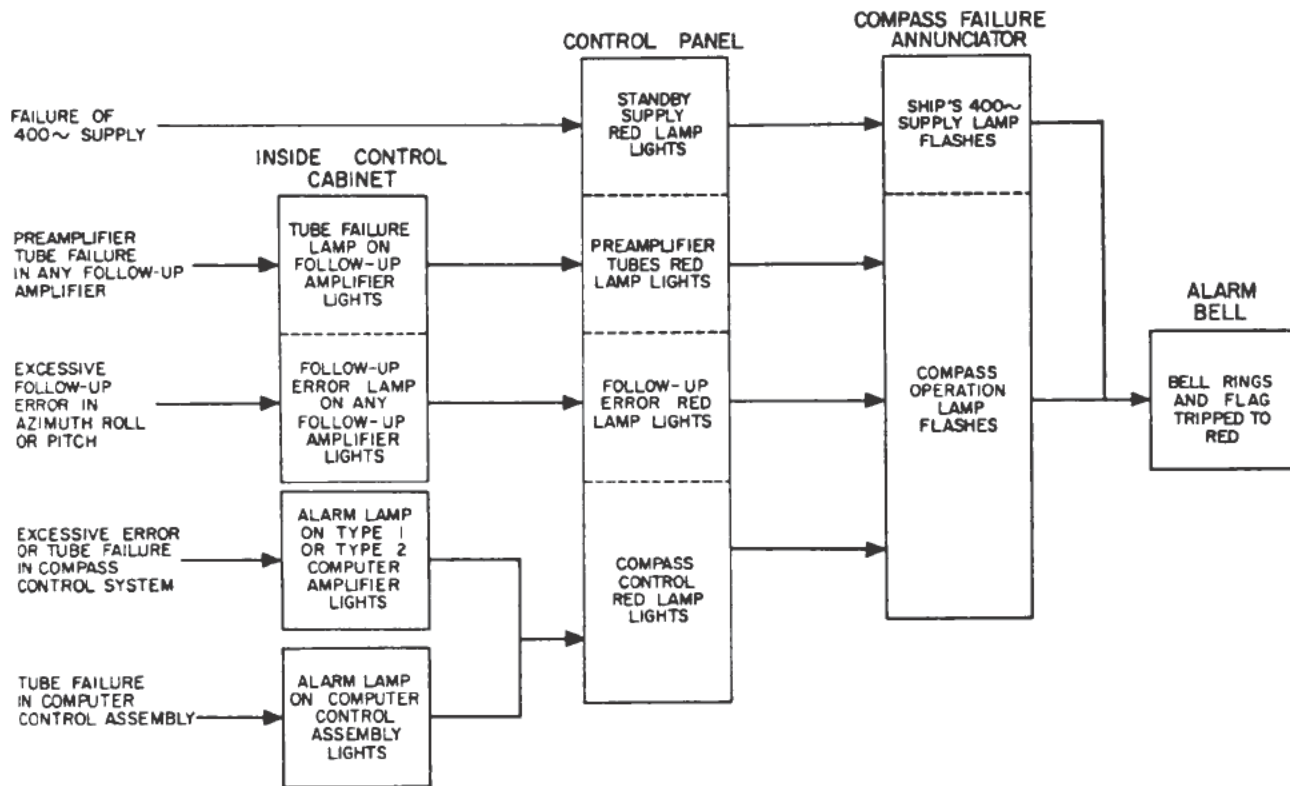 CONTROL PANEL
COMPASS FAILURE
ANNUNCIATOR
FAILURE OF
400~ SUPPLY
STANDBY
SUPPLY
RED LAMP
LIGHTS
SHIP'S 400~
SUPPLY LAMP
FLASHES
INSIDE CONTROL
CABINET
PREAMPLIFIER
TUBE FAILURE
IN ANY FOLLOW-UP
AMPLIFIER
TUBE FAILURE
LAMP ON
FOLLOW-UP
AMPLIFIER
LIGHTS
PREAMPLIFIER
TUBES RED
LAMP LIGHTS
EXCESSIVE
FOLLOW-UP
ERROR IN
AZIMUTH ROLL
OR PITCH
FOLLOW-UP
ERROR LAMP
ON ANY
FOLLOW-UP
AMPLIFIER
LIGHTS
FOLLOW-UP
ERROR RED
LAMP LIGHTS
COMPASS
OPERATION
LAMP
FLASHES
ALARM
BELL
BELL RINGS
AND FLAG
TRIPPED TO
RED
EXCESSIVE ERROR
OR TUBE FAILURE
IN COMPASS
CONTROL SYSTEM
ALARM LAMP
ON TYPE 1
OR TYPE 2
COMPUTER
AMPLIFIER
LIGHTS
COMPASS
CONTROL
RED LAMP
LIGHTS
TUBE FAILURE
IN COMPUTER
CONTROL ASSEMBLY
ALARM LAMP
ON COMPUTER
CONTROL
ASSEMBLY
LIGHTS